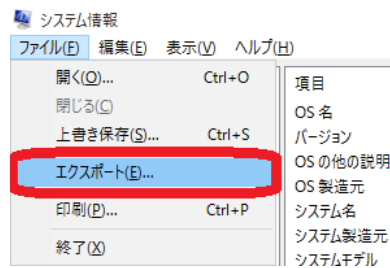 システム情報
ファイル(F) 編集(E) 表示(V) ヘルプ(H)
開く(O)... Ctrl+O
閉じる(C)
上書き保存(S)... Ctrl+S
エクスポート(E)...
印刷(P)... Ctrl+P
終了(X)
項目
OS 名
バージョン
OS の他の説明
OS 製造元
システム名
システム製造元
システムモデル